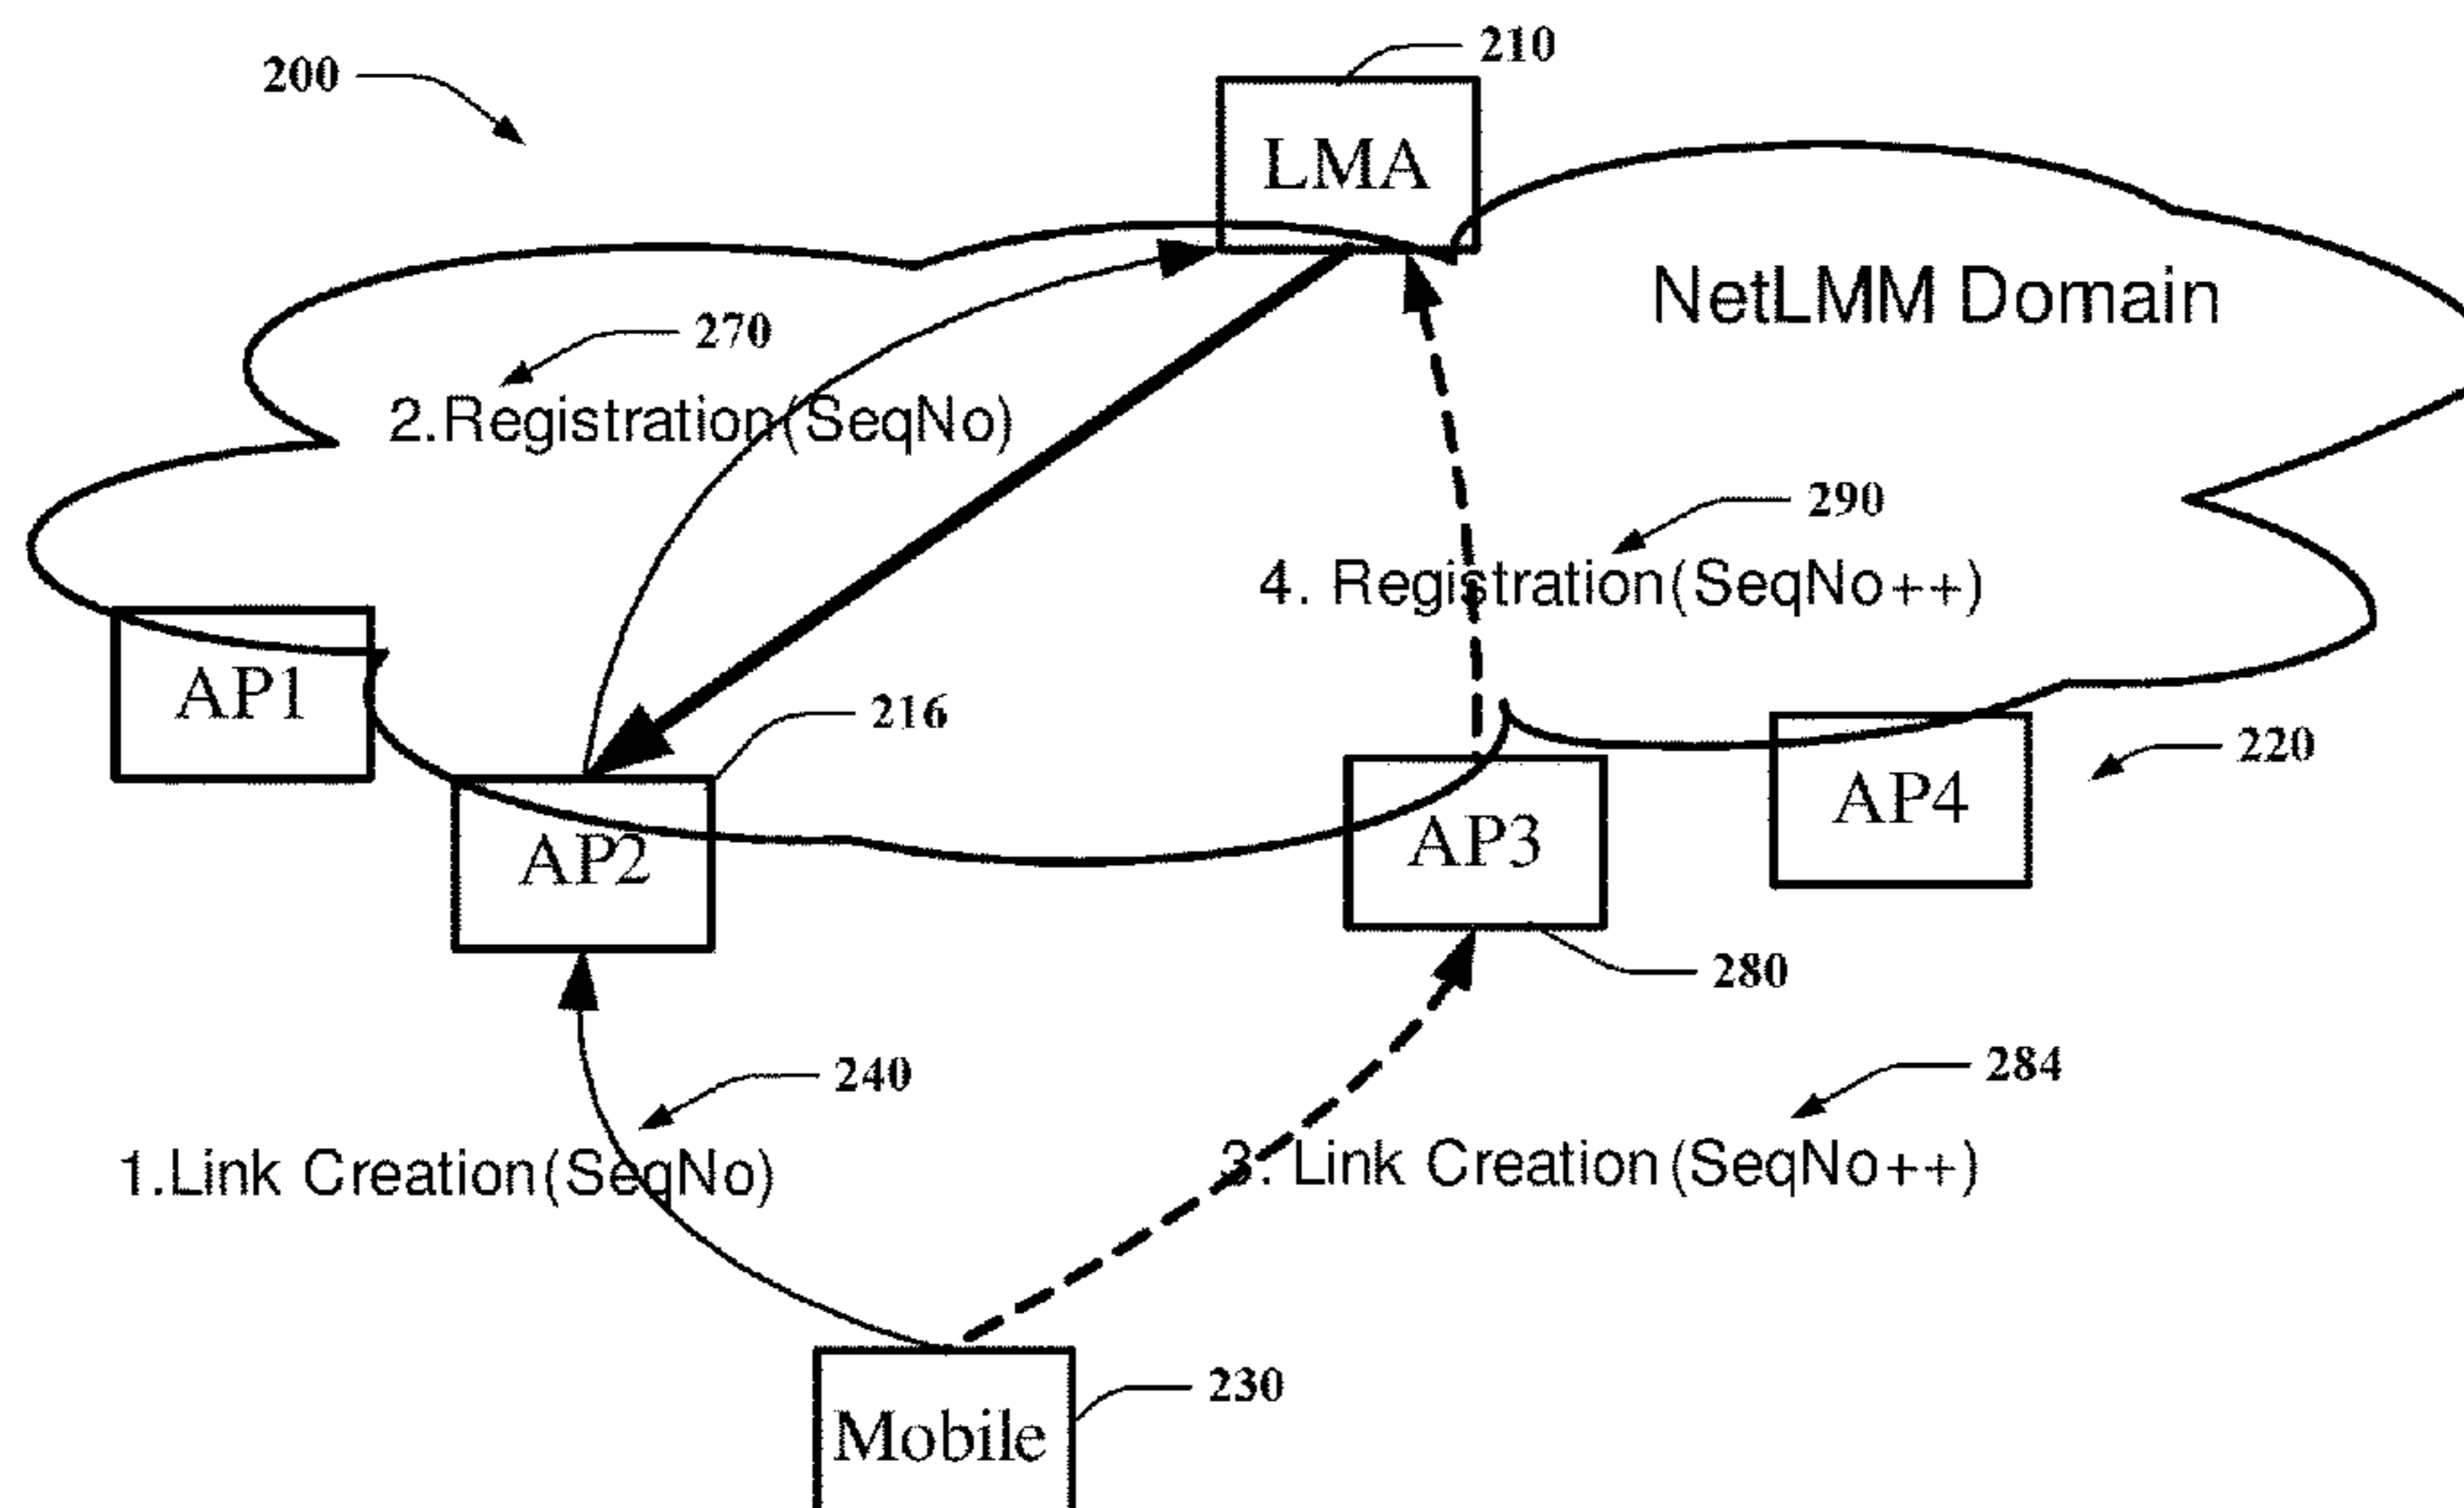 210
200
LMA
NetLMM Domain
270
2.Registration(SeqNo)
290
4. Registration(SeqNo++)
AP1
216
220
AP4
AP2
AP3
280
240
284
1.Link Creation(SeqNo)
3. Link Creation(SeqNo++)
230
Mobile